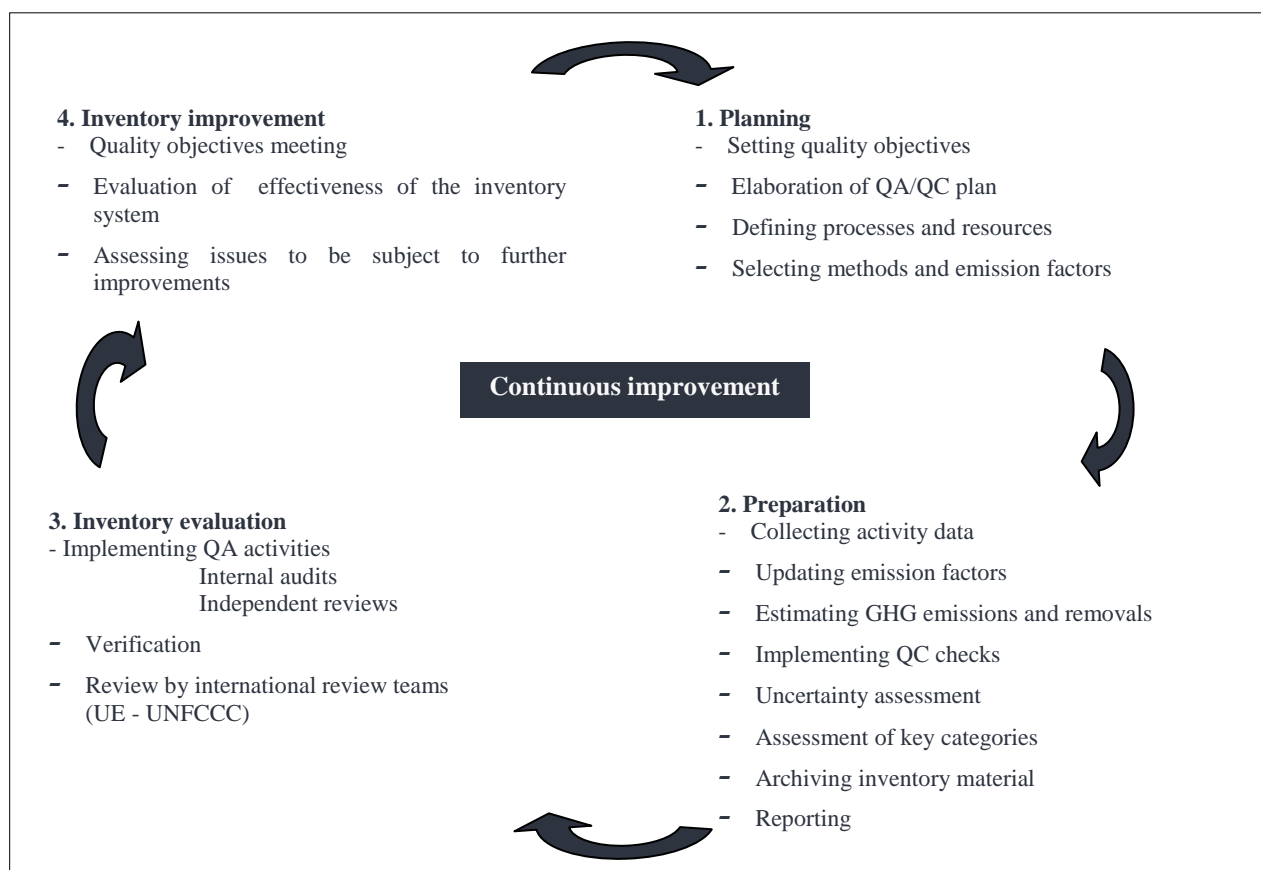 4. Inventory improvement
- Quality objectives meeting
- Evaluation of effectiveness of the inventory
system
- Assessing issues to be subject to further
improvements
1. Planning
- Setting quality objectives
- Elaboration of QA/QC plan
- Defining processes and resources
- Selecting methods and emission factors
Continuous improvement
3. Inventory evaluation
- Implementing QA activities
Internal audits
Independent reviews
- Verification
- Review by international review teams
(UE - UNFCCC)
2. Preparation
- Collecting activity data
- Updating emission factors
- Estimating GHG emissions and removals
- Implementing QC checks
- Uncertainty assessment
- Assessment of key categories
- Archiving inventory material
- Reporting